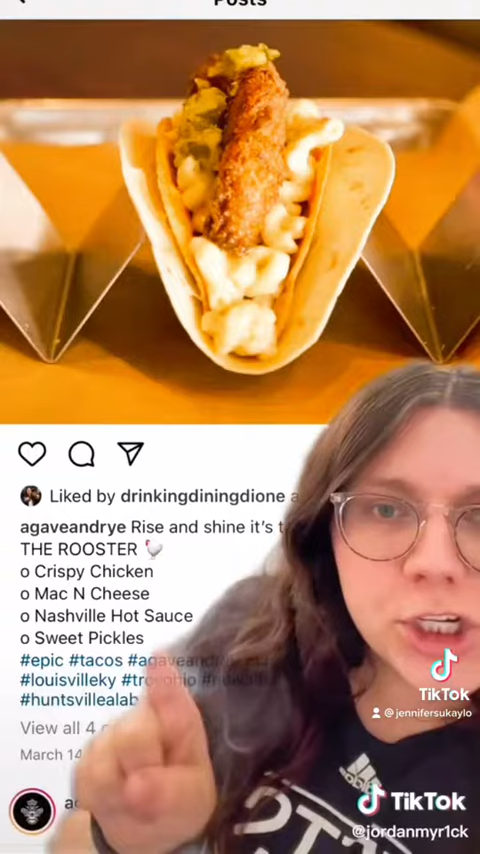 Posts
Liked by drinkingdiningdione
agaveandrye Rise and shine it's
THE ROOSTER 🐓
o Crispy Chicken
o Mac N Cheese
o Nashville Hot Sauce
o Sweet Pickles
#epic #tacos
#louisvilleky
View all 4
March 14
TikTok
@jennifersukaylo
adidas
TikTok
@jordanmyr1ck